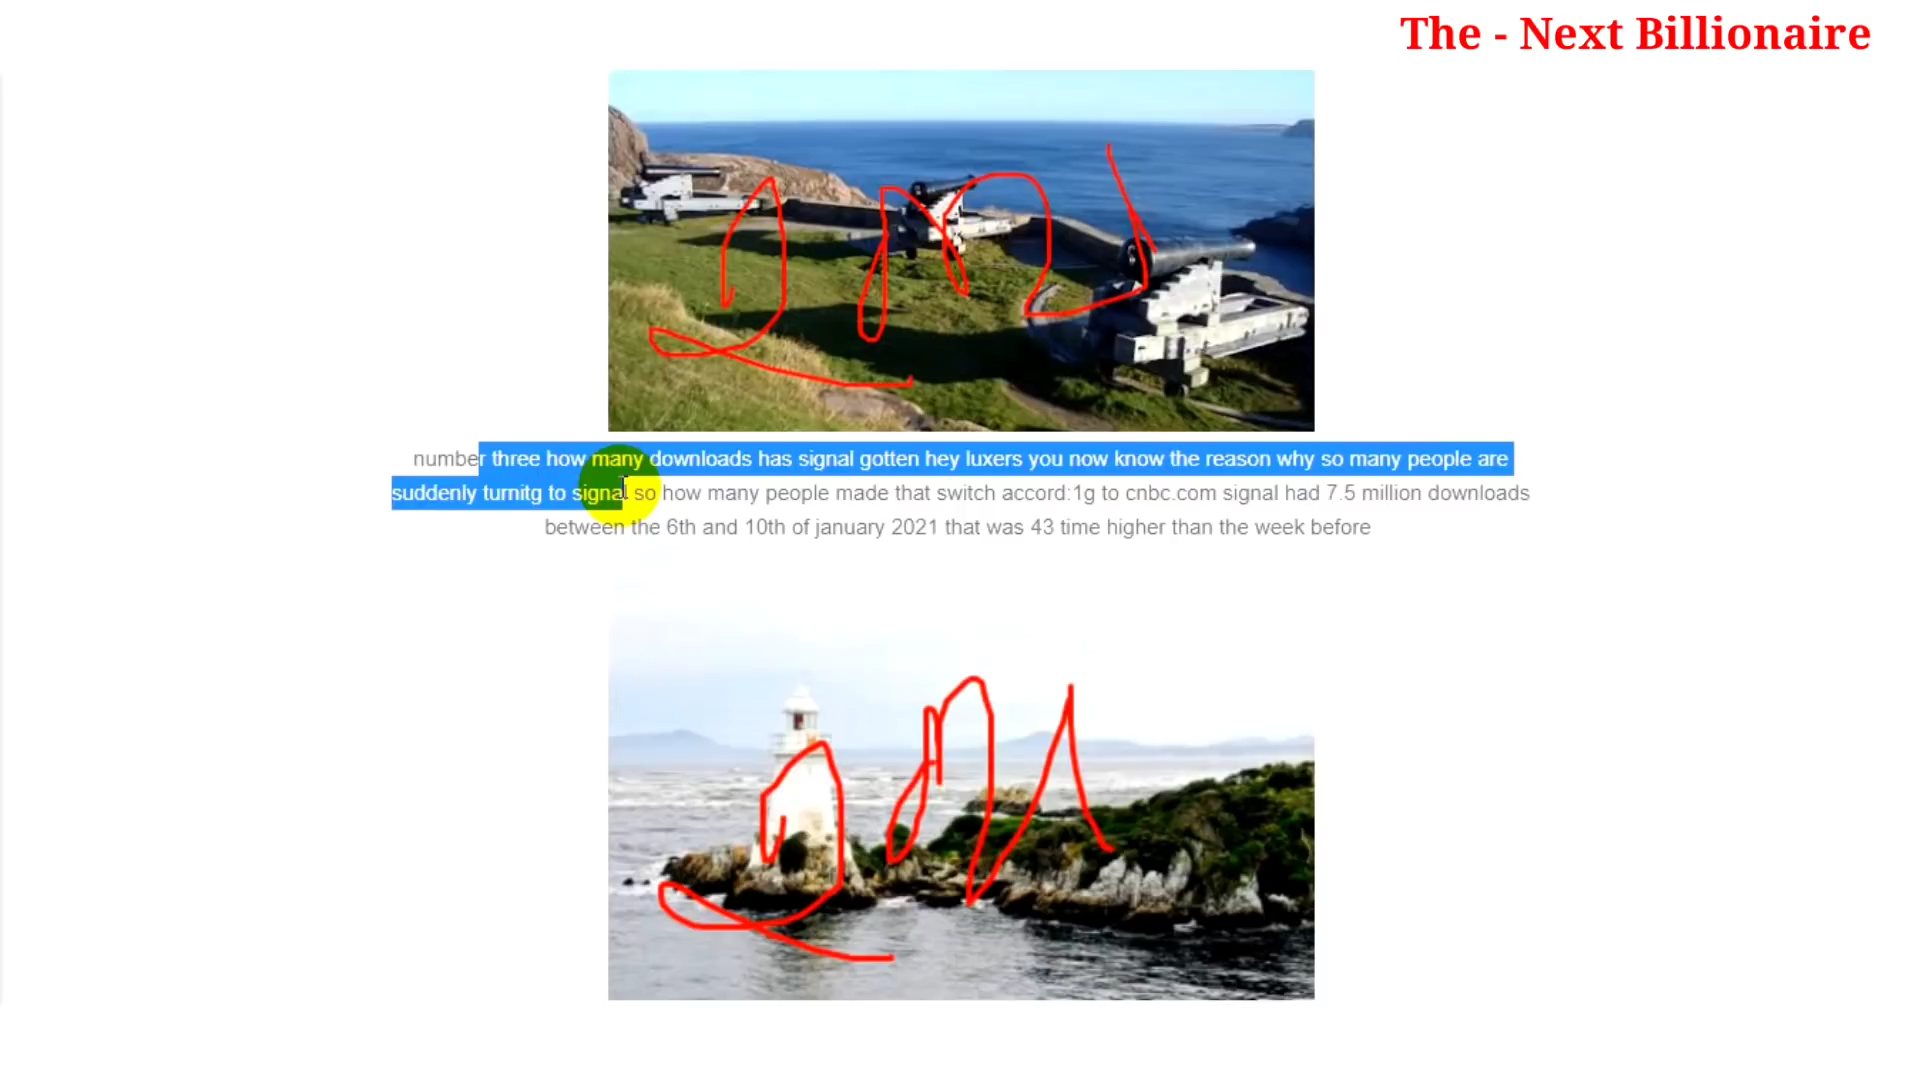 The - Next Billionaire
number three how many downloads has signal gotten hey luxers you now know the reason why so many people are
suddenly turnitg to signal so how many people made that switch accord:1g to cnbc.com signal had 7.5 million downloads
between the 6th and 10th of january 2021 that was 43 time higher than the week before